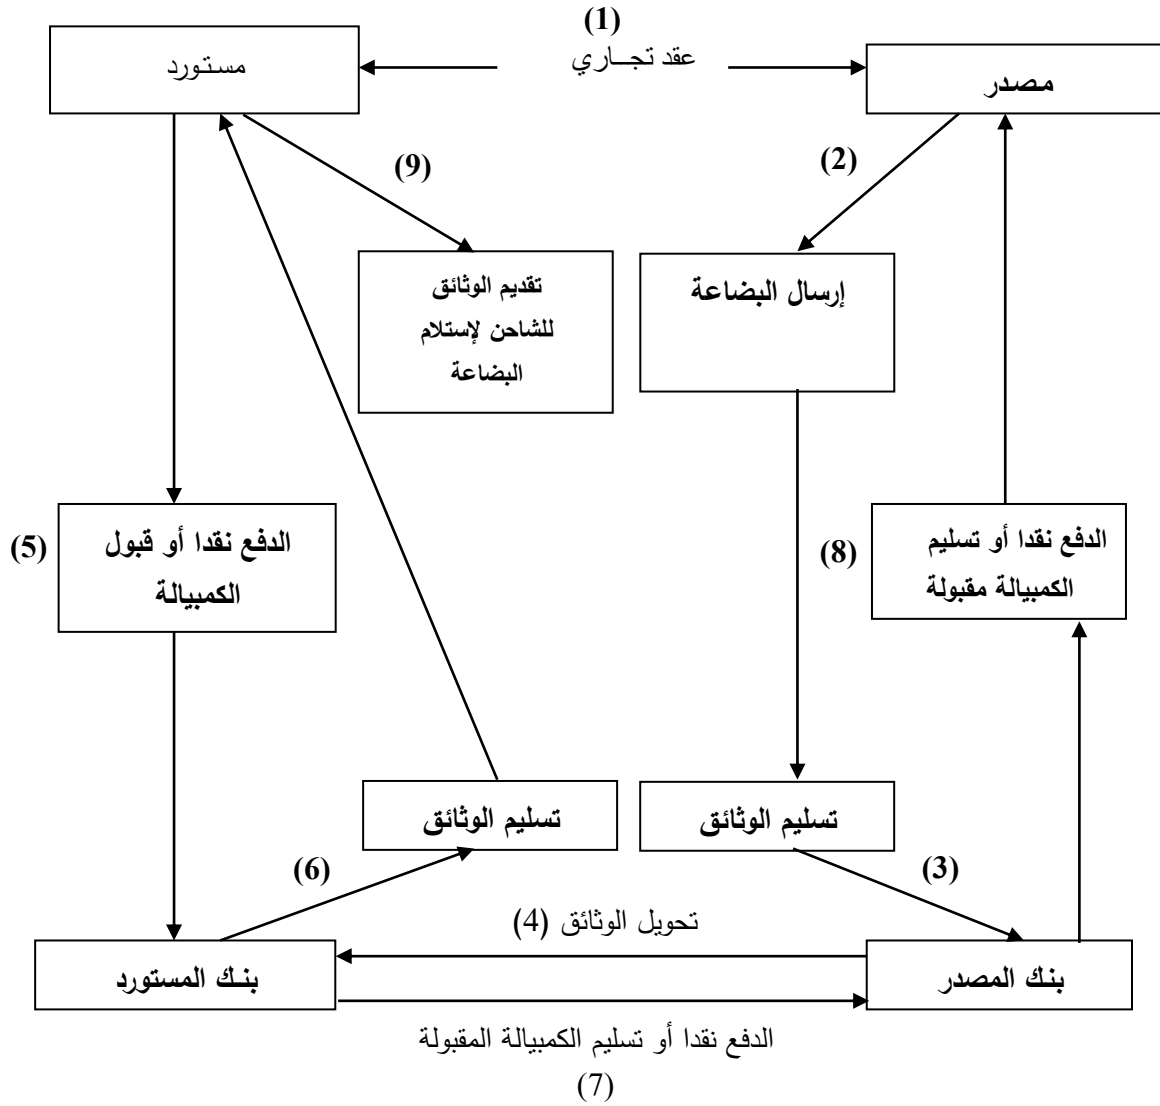 (1)
عقد تجــاري
مصدر
مستورد
(2)
(9)
إرسال البضاعة
تقديم الوثائق
للشاحن لإستلام
البضاعة
الدفع نقدا أو تسليم
الكمبيالة مقبولة
(8)
الدفع نقدا أو قبول
الكمبيالة
(5)
تسليم الوثائق
تسليم الوثائق
(3)
(6)
تحويل الوثائق (4)
بنك المصدر
بنـك المستورد
الدفع نقدا أو تسليم الكمبيالة المقبولة
(7)